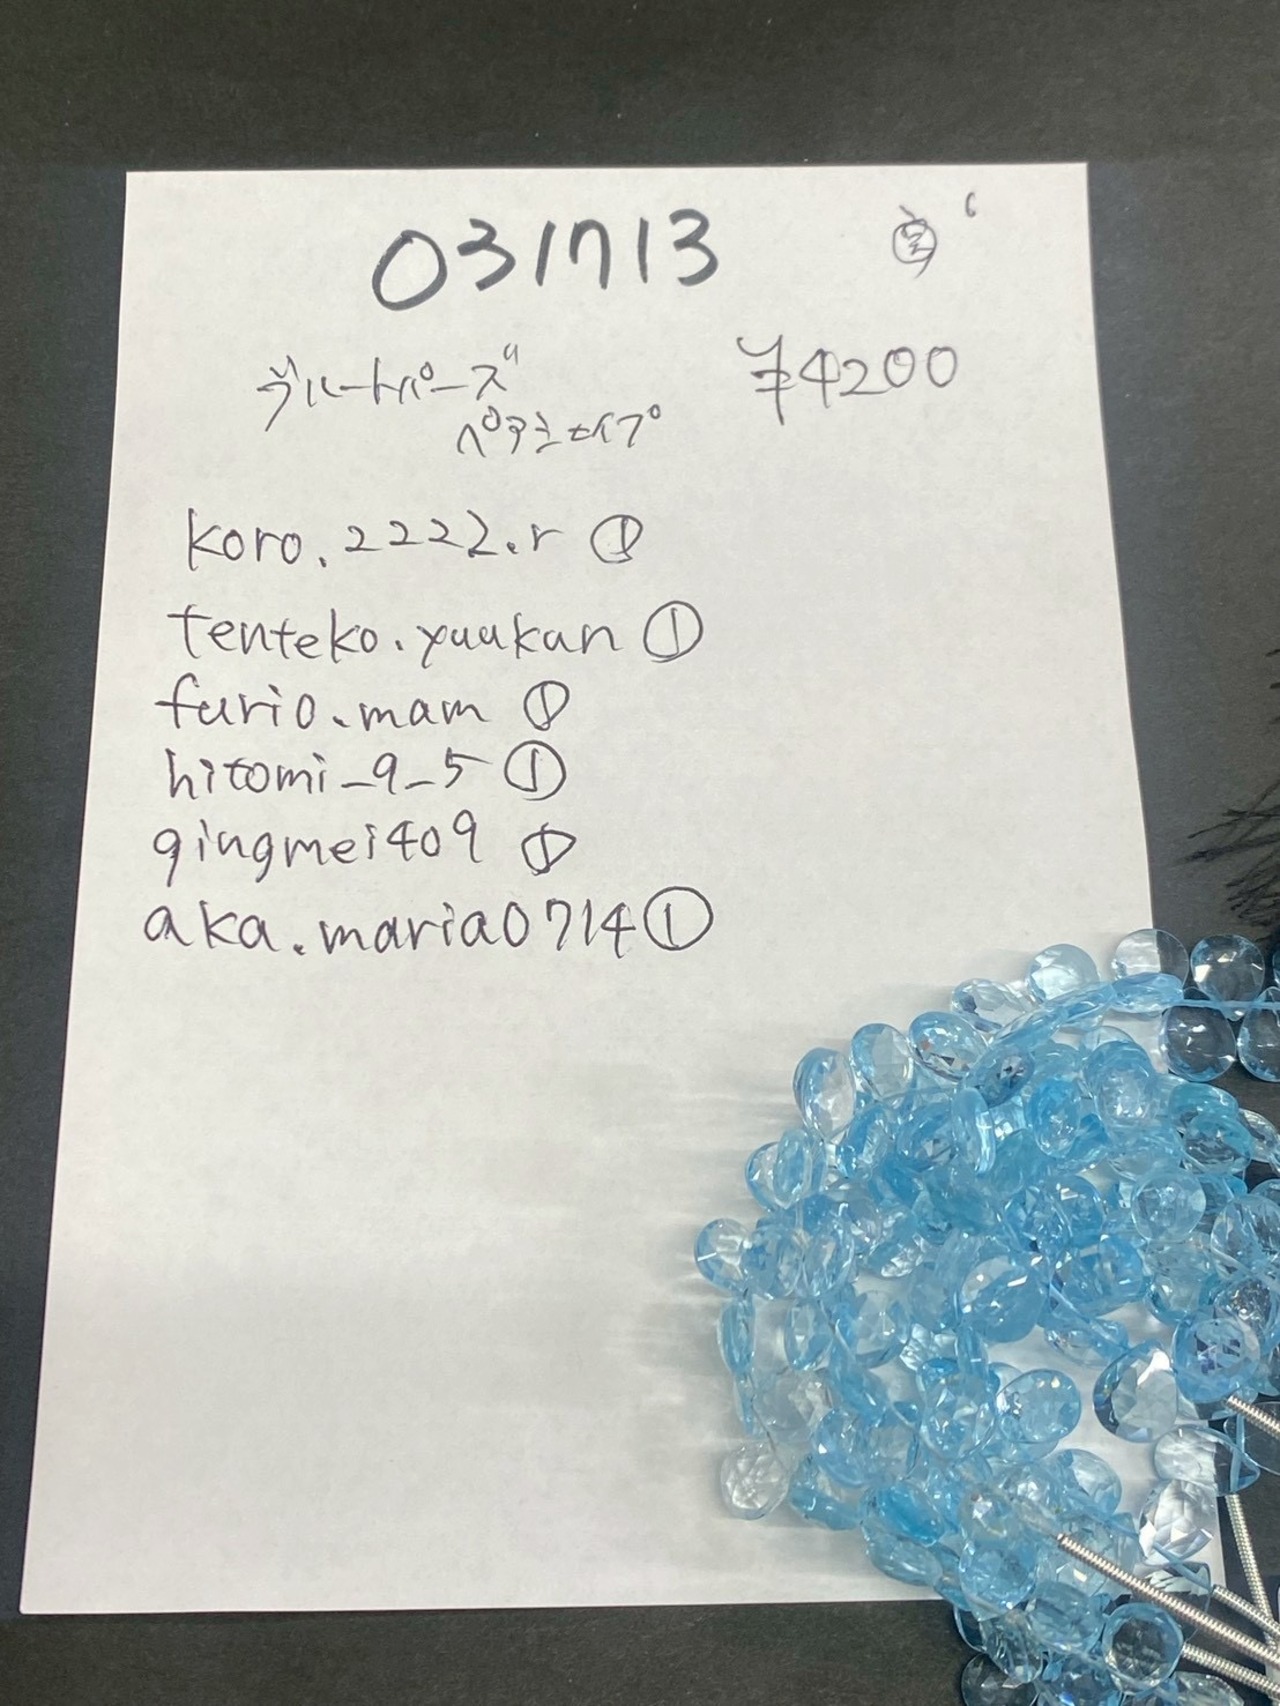 031713
6
ブルートパーズ
ペアシェイプ
¥4200
koro.2222.r ①
tenteko.yuukan ①
furio.mam ①
hitomi_9_5 ①
qingmei409 ①
aka.maria0714 ①